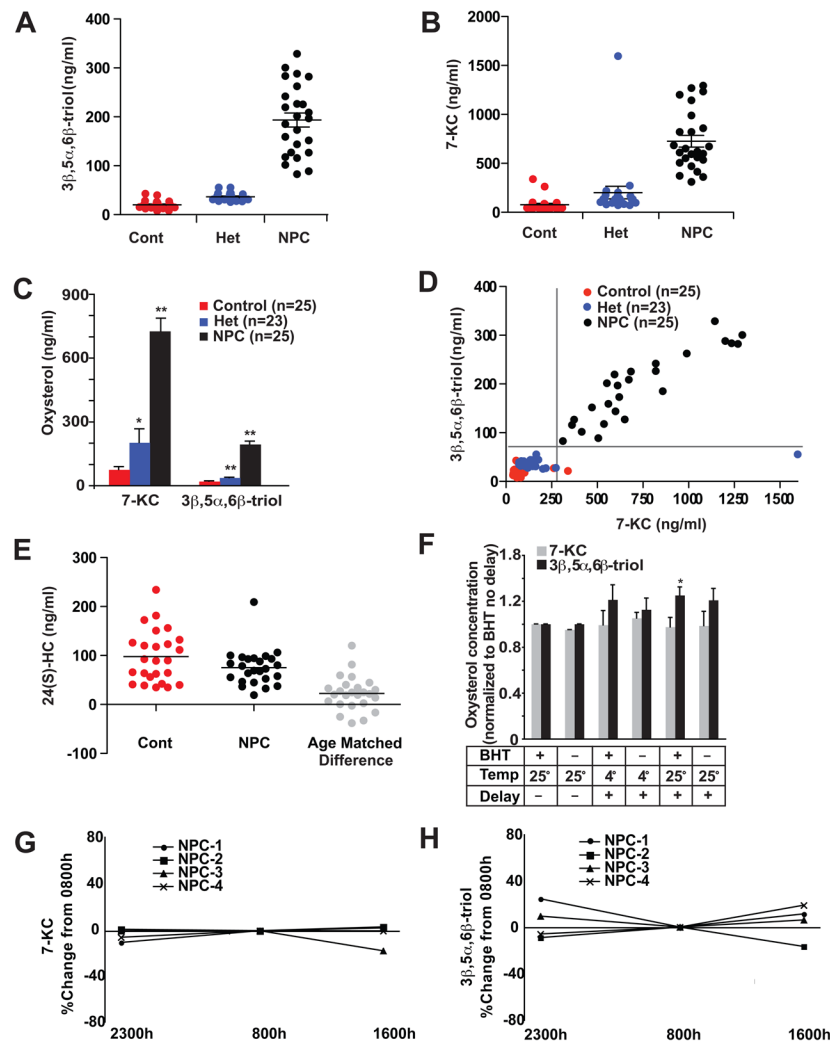 A
3β,5α,6β-triol(ng/ml)
400
300
200
100
0
Cont Het NPC
B
7-KC (ng/ml)
2000
1500
1000
500
0
Cont Het NPC
C
Oxysterol (ng/ml)
900
600
300
0
Control (n=25)
Het (n=23)
NPC (n=25)
* ** ** **
7-KC 3β,5α,6β-triol
D
3β,5α,6β-triol(ng/ml)
400
300
200
100
0
Control (n=25)
Het (n=23)
NPC (n=25)
0 250 500 750 1000 1250 1500
7-KC (ng/ml)
E
24(S)-HC (ng/ml)
300
200
100
0
-100
Cont NPC Age Matched
Difference
F
Oxysterol concentration
(normalized to BHT no delay)
1.8
1.2
0.4
0
7-KC
3β,5α,6β-triol
*
BHT + – + – + –
Temp 25° 25° 4° 4° 25° 25°
Delay – – + + + +
G
7-KC
%Change from 0800h
80
40
0
-40
-80
NPC-1
NPC-2
NPC-3
NPC-4
2300h 800h 1600h
H
3β,5α,6β-triol
%Change from 0800h
80
40
0
-40
-80
NPC-1
NPC-2
NPC-3
NPC-4
2300h 800h 1600h